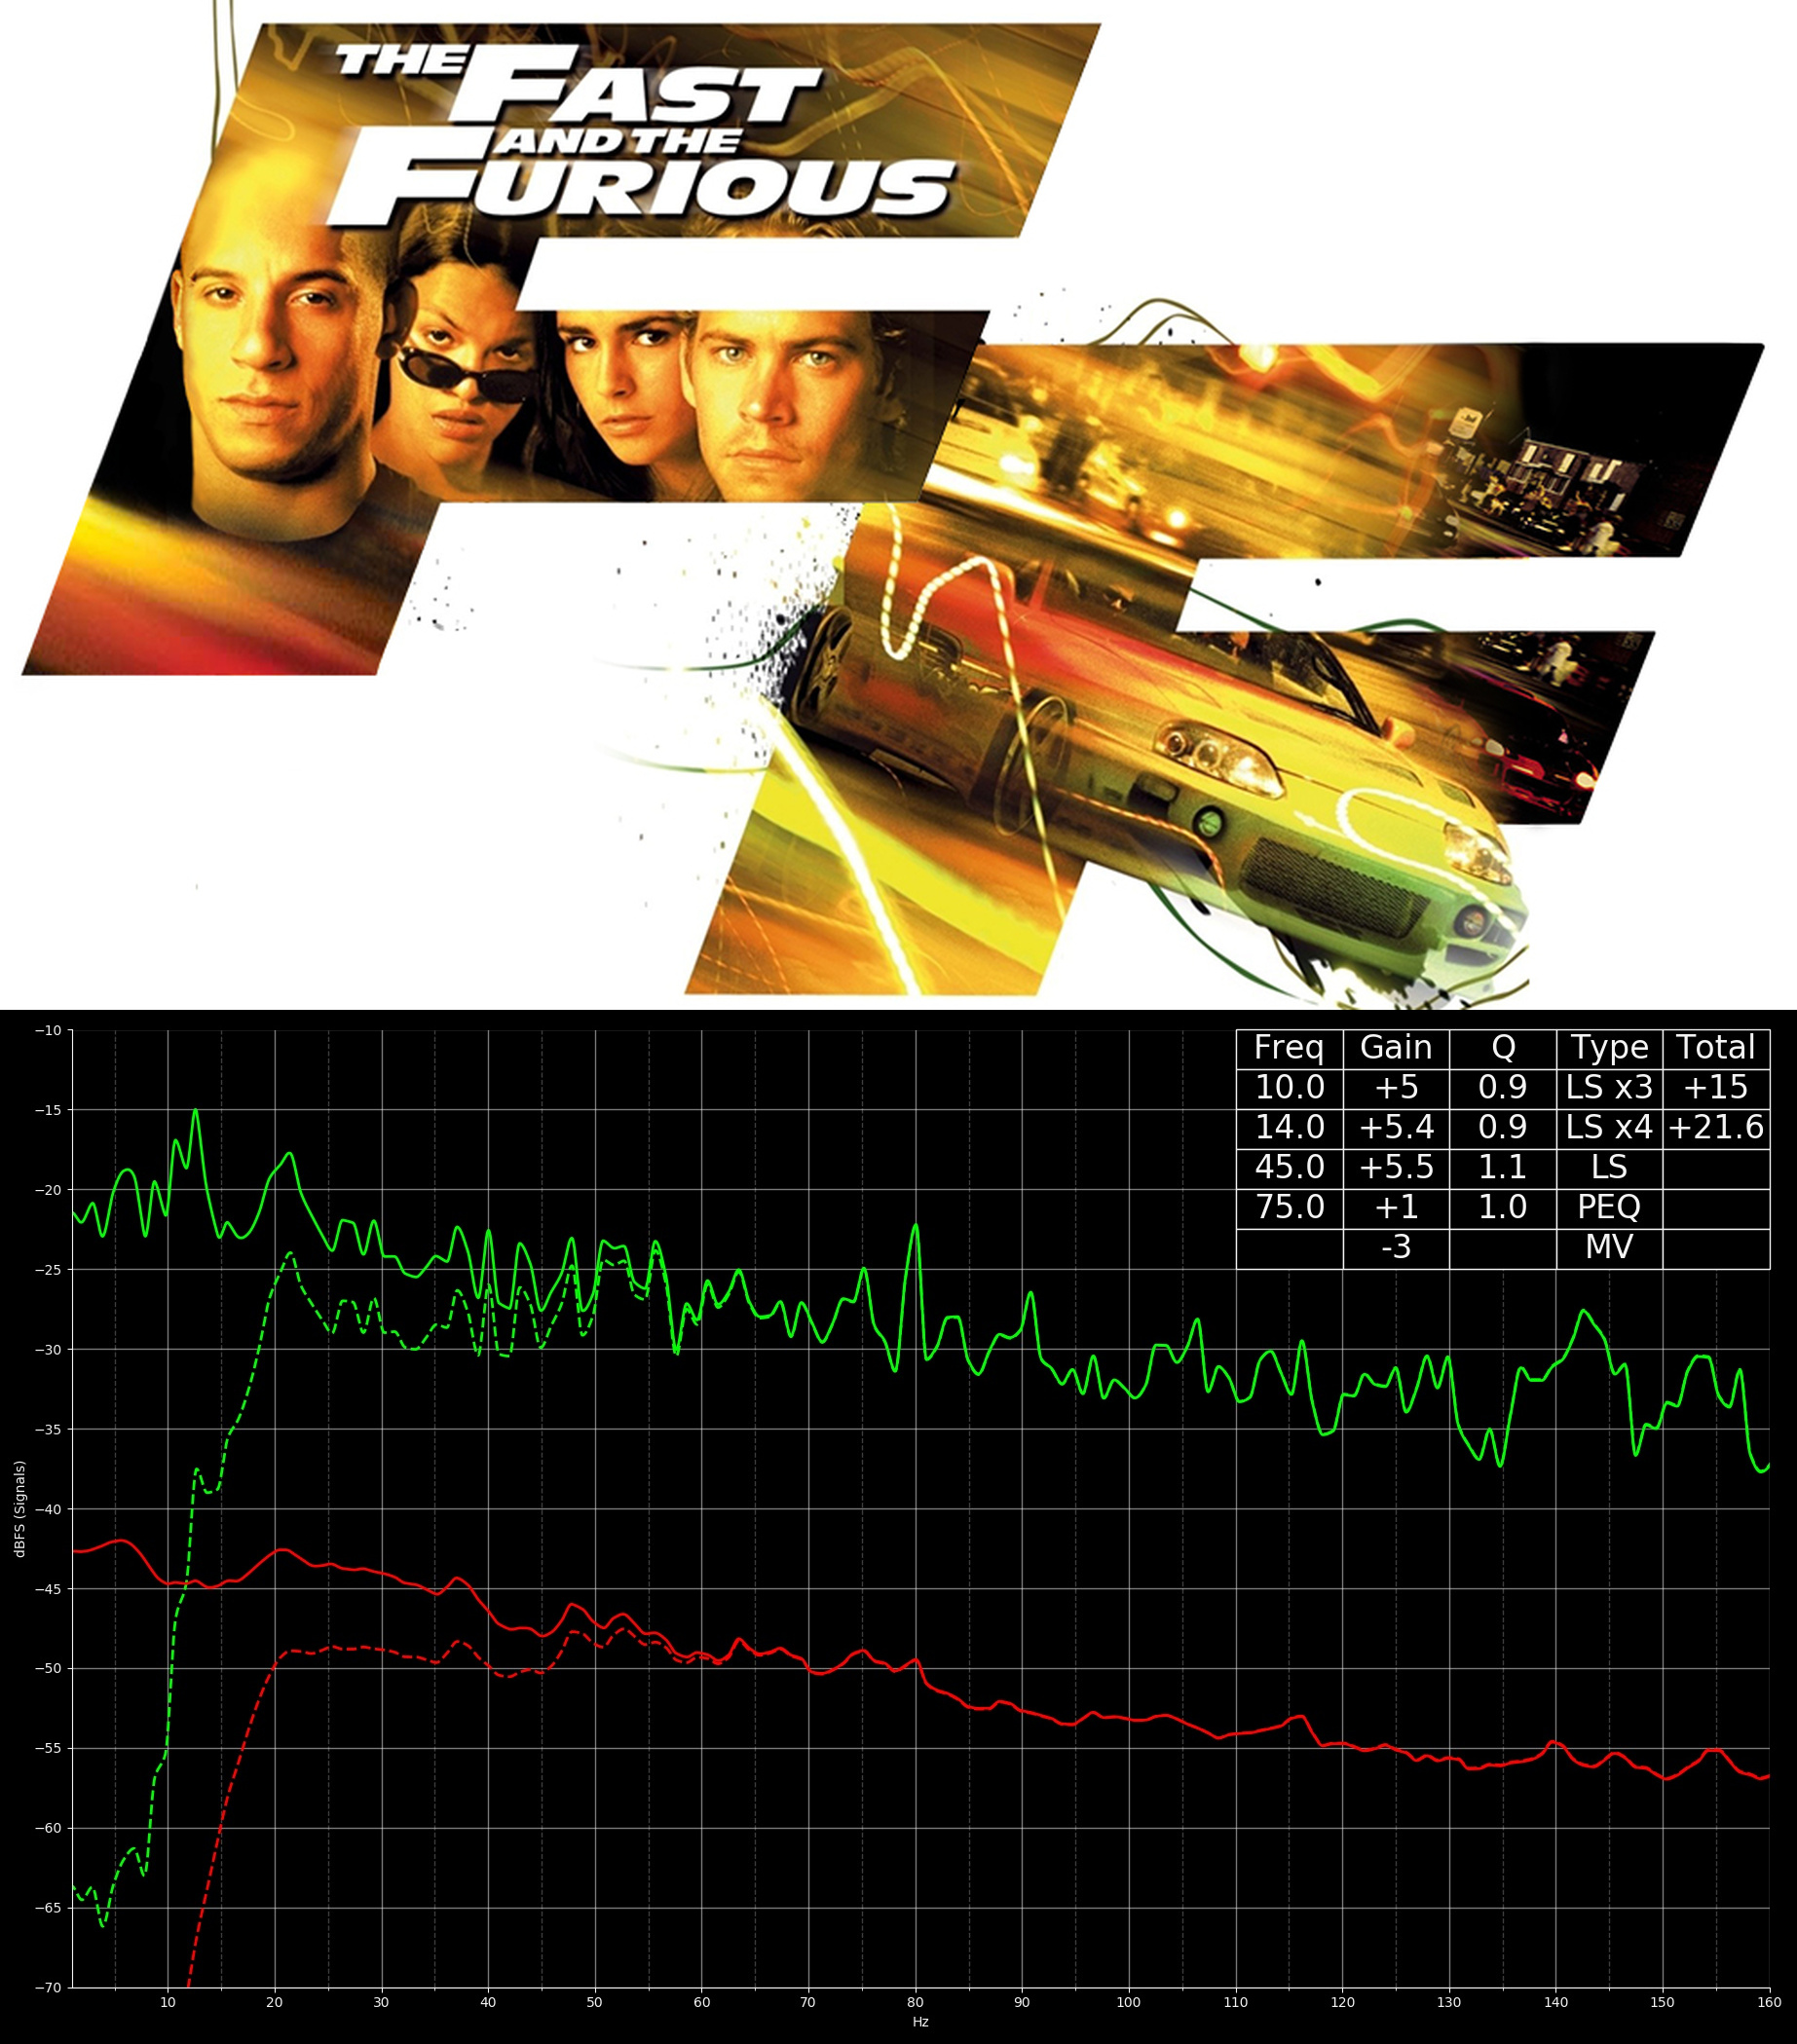 THE FAST
AND THE
FURIOUS
Freq Gain Q Type Total
10.0 +5 0.9 LS x3 +15
14.0 +5.4 0.9 LS x4 +21.6
45.0 +5.5 1.1 LS
75.0 +1 1.0 PEQ
-3 MV
−10
−15
−20
−25
−30
−35
−40
−45
−50
−55
−60
−65
−70
dBFS (Signals)
10 20 30 40 50 60 70 80 90 100 110 120 130 140 150 160
Hz